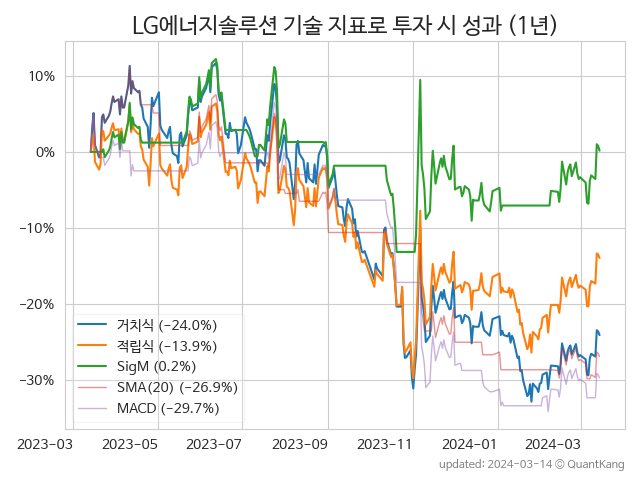 LG에너지솔루션 기술 지표로 투자 시 성과 (1년)
10%
0%
−10%
−20%
−30%
거치식 (−24.0%)
적립식 (−13.9%)
SigM (0.2%)
SMA(20) (−26.9%)
MACD (−29.7%)
2023-03
2023-05
2023-07
2023-09
2023-11
2024-01
2024-03
updated: 2024-03-14 © QuantKang